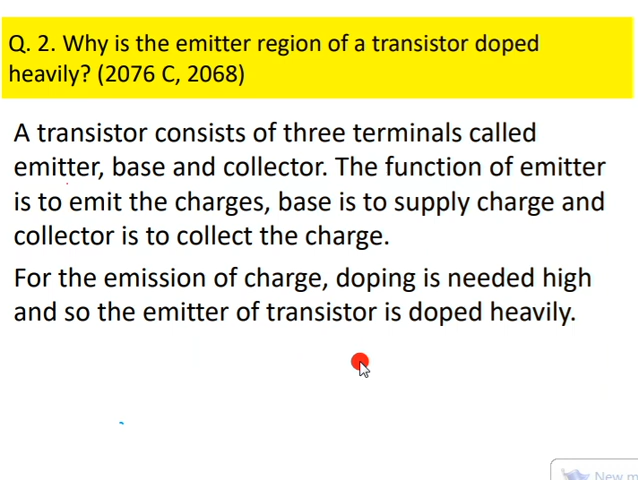 Q. 2. Why is the emitter region of a transistor doped
heavily? (2076 C, 2068)
A transistor consists of three terminals called
emitter, base and collector. The function of emitter
is to emit the charges, base is to supply charge and
collector is to collect the charge.
For the emission of charge, doping is needed high
and so the emitter of transistor is doped heavily.
New m